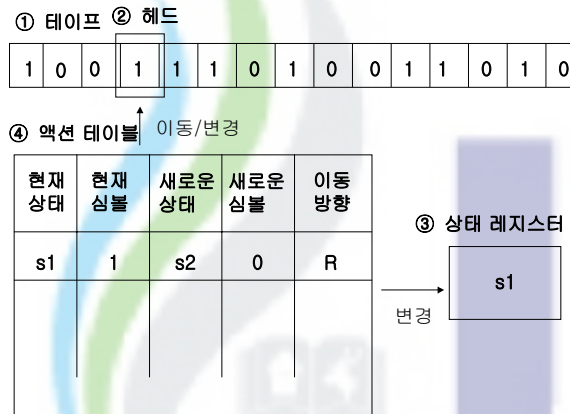 ① 테이프 ② 헤드
1 0 0 1 1 1 0 1 0 0 1 1 0 1 0
④ 액션 테이블 이동/변경
현재 현재 새로운 새로운 이동
상태 심볼 상태 심볼 방향
③ 상태 레지스터
s1 1 s2 0 R
s1
변경